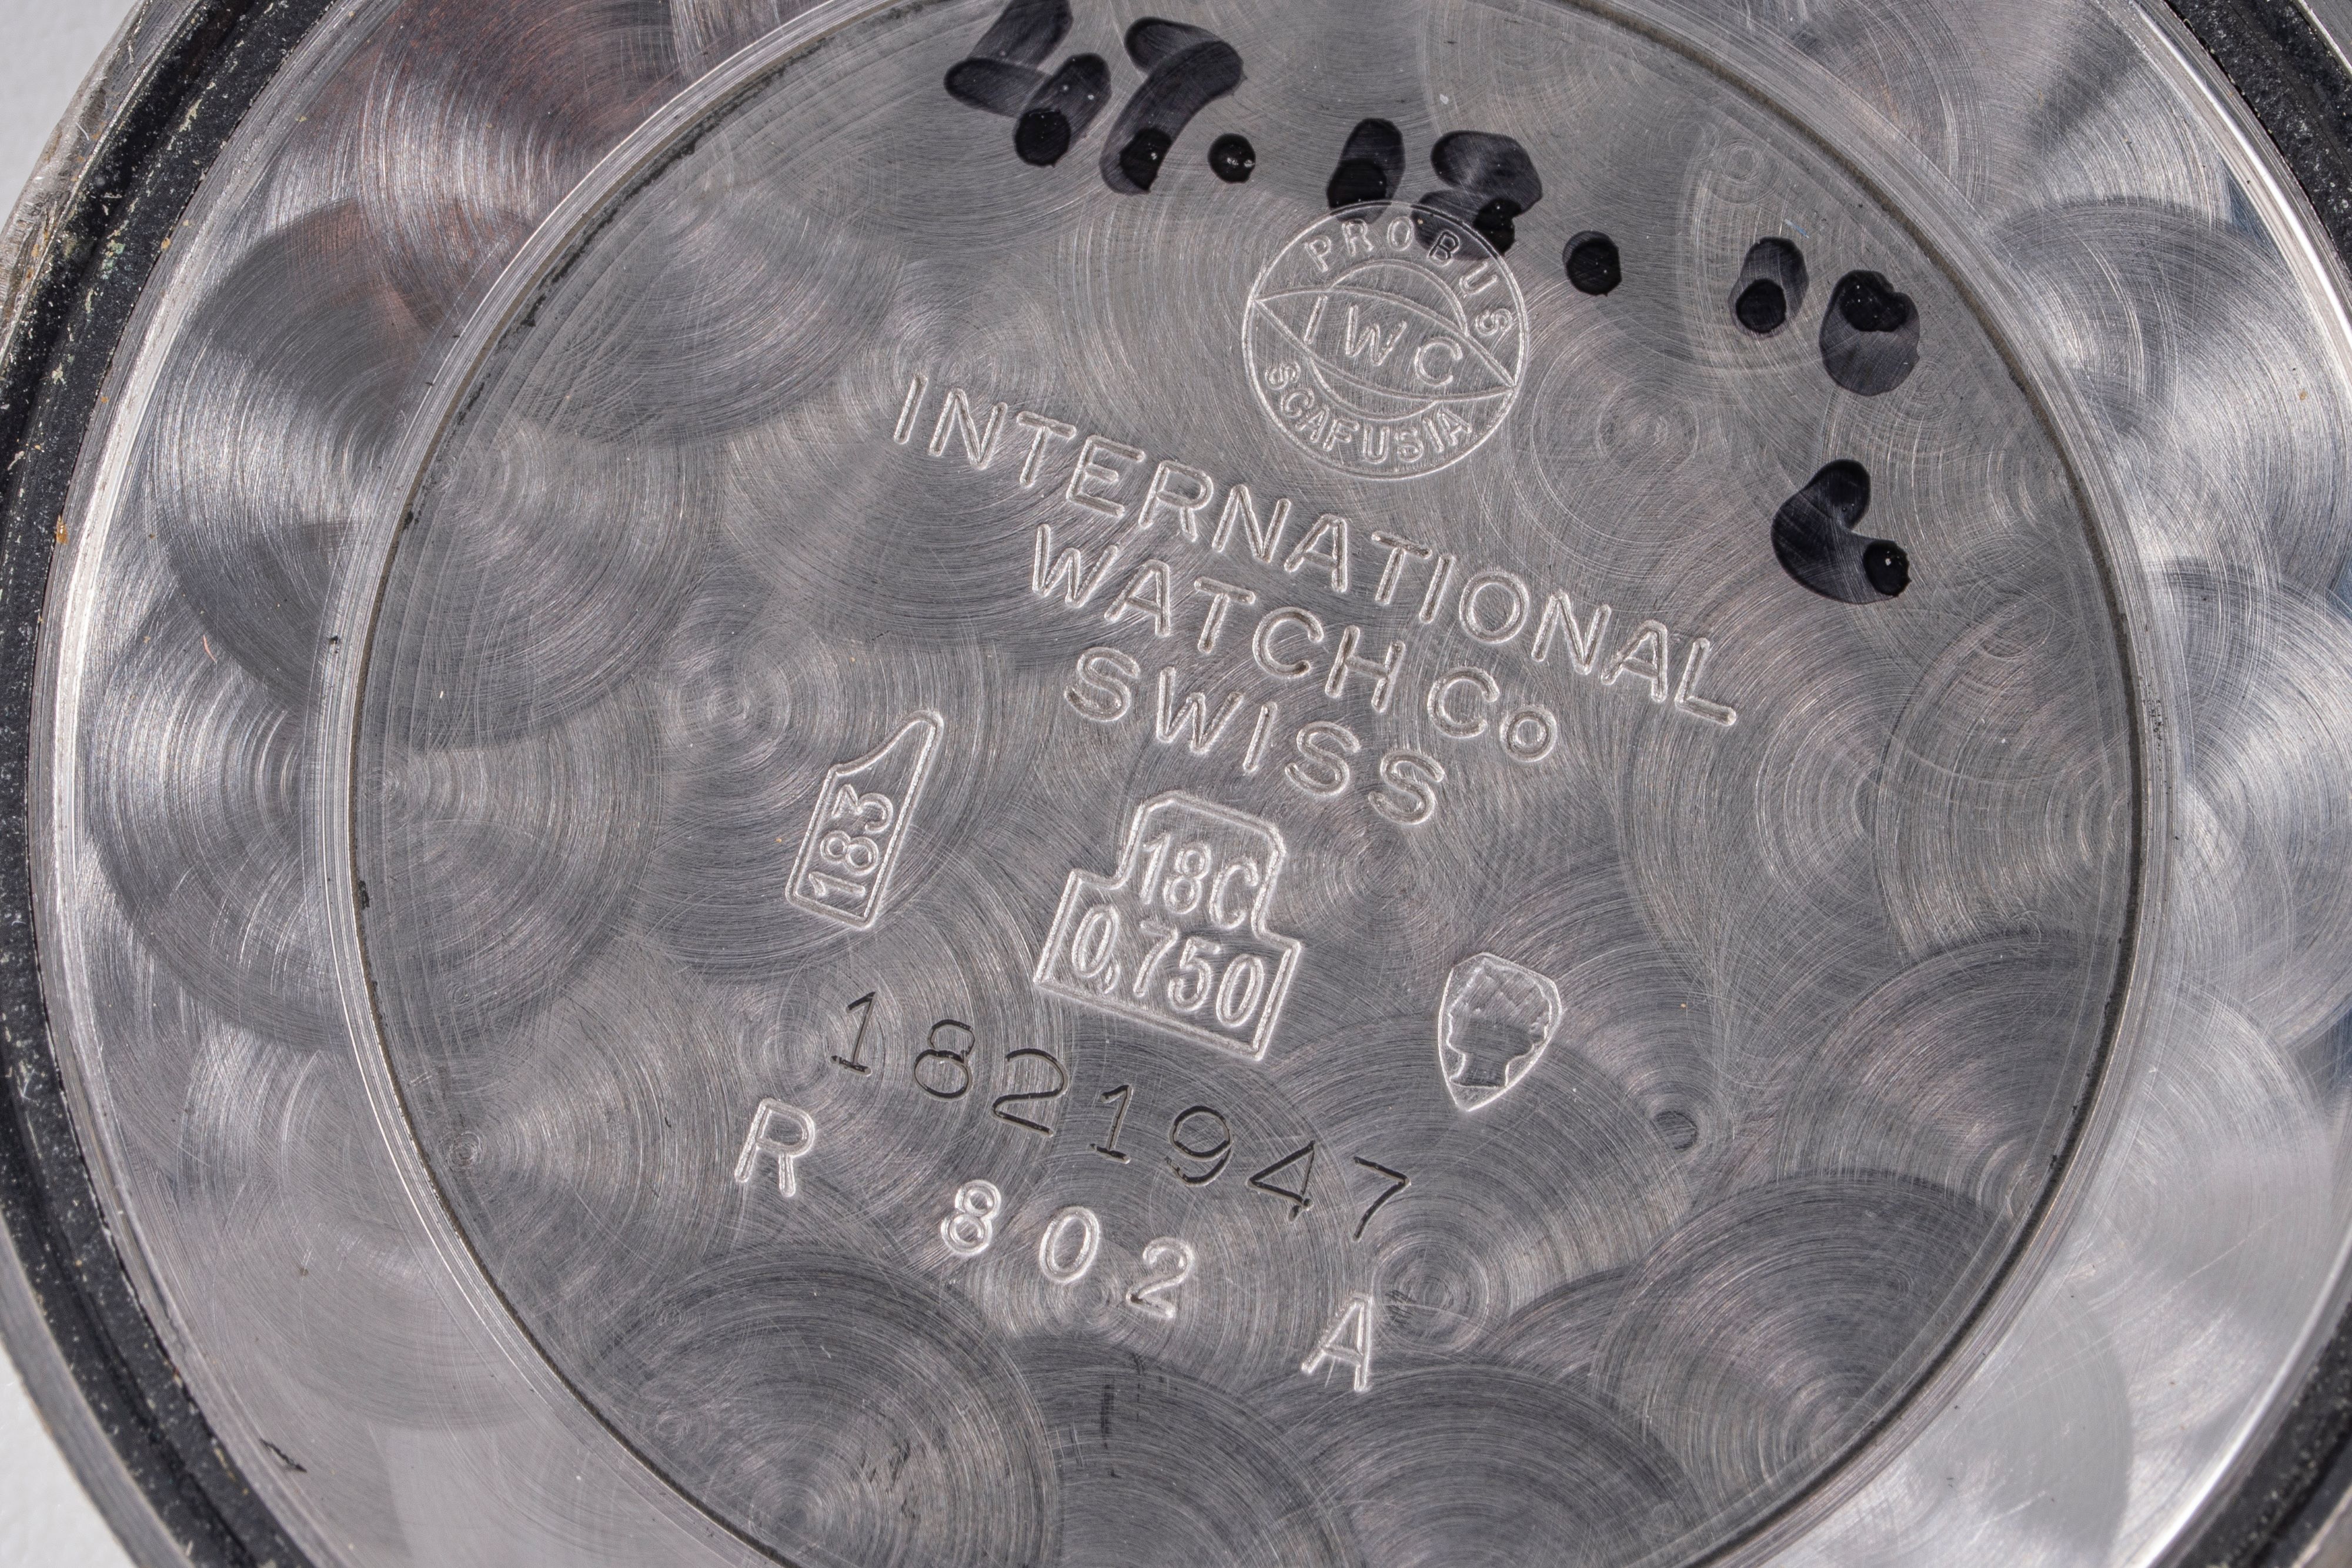 PROBUS
IWC
SCAFUSIA
INTERNATIONAL
WATCH Co
SWISS
183
18C
0,750
1821947
R 802 A